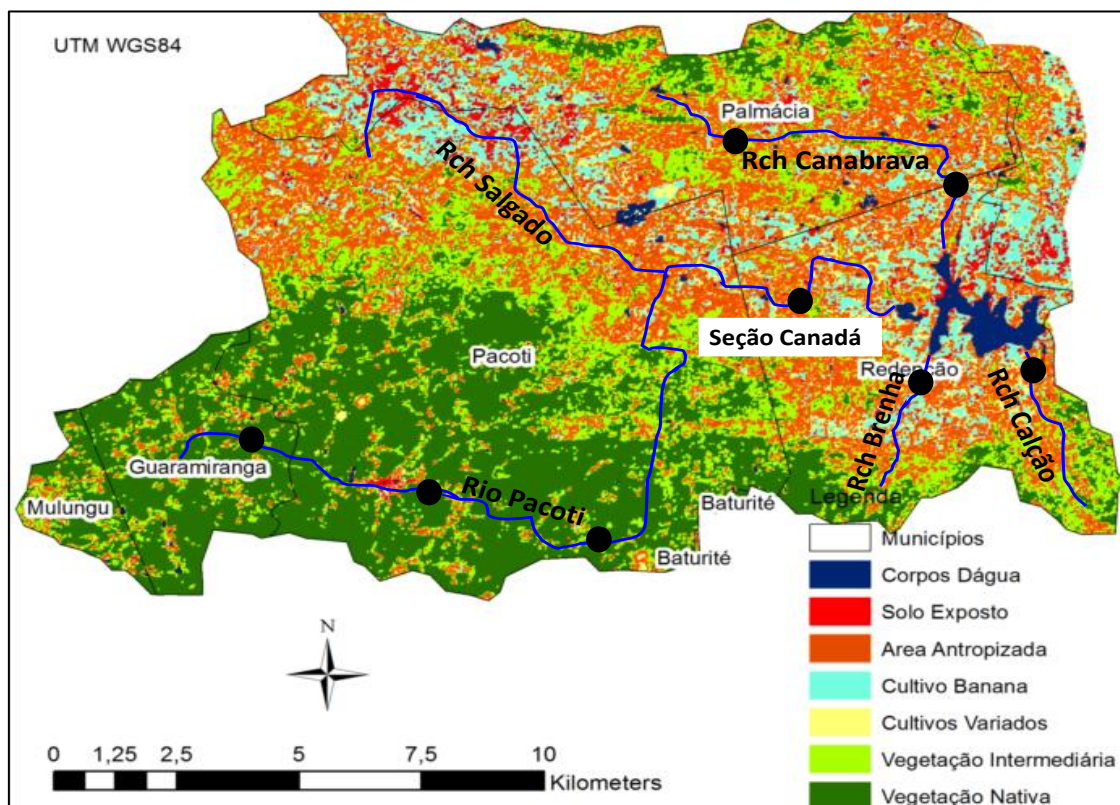 UTM WGS84
Palmácia
Rch Canabrava
Rch Salgado
Seção Canadá
Pacoti
Redenção
Rch Brenha
Rch Calção
Guaramiranga
Rio Pacoti
Mulungu
Baturité
Baturité
Legenda
Municípios
Corpos Dágua
Solo Exposto
Area Antropizada
Cultivo Banana
Cultivos Variados
Vegetação Intermediária
Vegetação Nativa
N
0 1,25 2,5 5 7,5 10
Kilometers